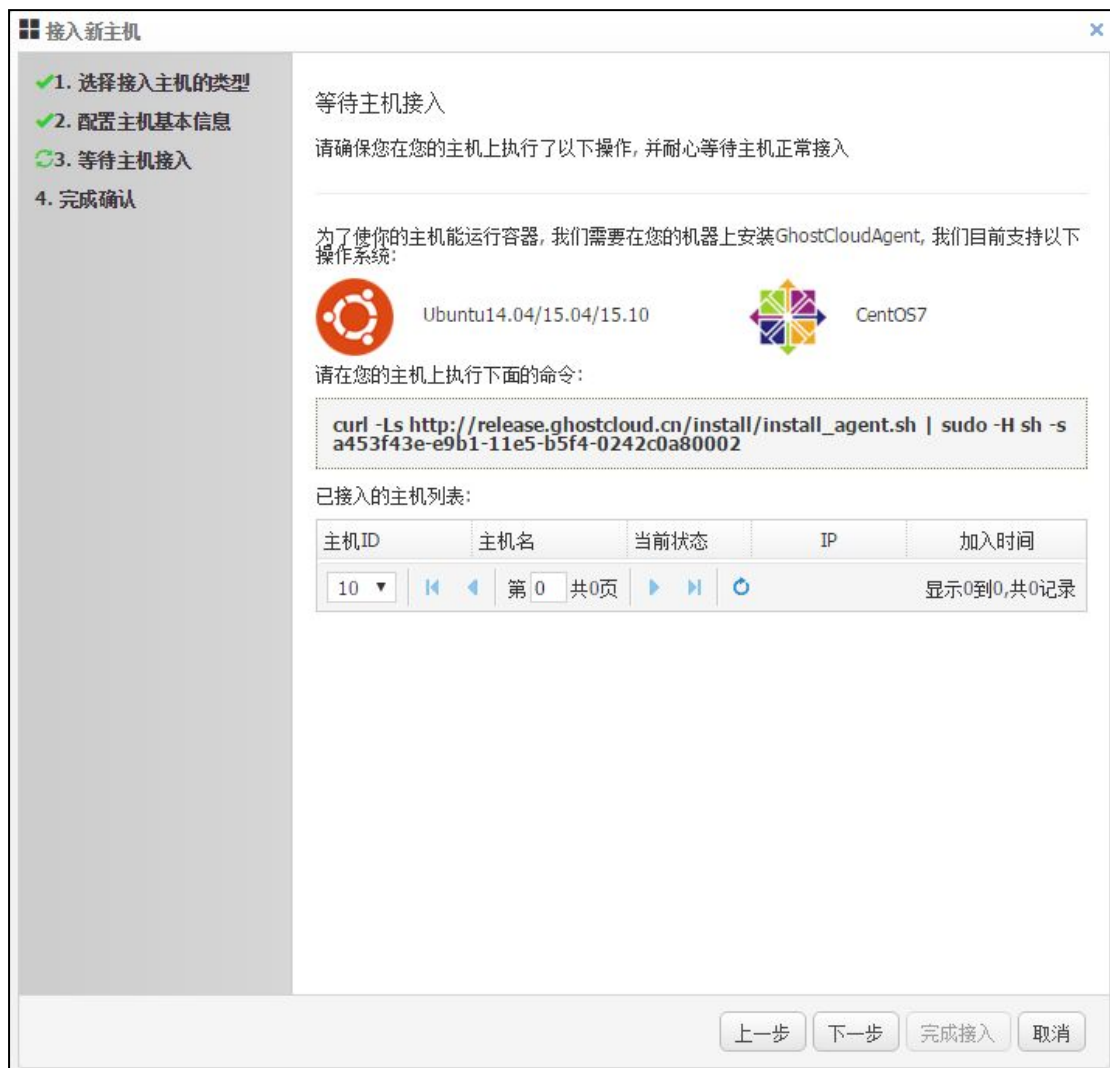 接入新主机
1. 选择接入主机的类型
2. 配置主机基本信息
3. 等待主机接入
4. 完成确认
等待主机接入
请确保您在您的主机上执行了以下操作, 并耐心等待主机正常接入
为了使你的主机能运行容器, 我们需要在您的机器上安装GhostCloudAgent, 我们目前支持以下
操作系统:
Ubuntu14.04/15.04/15.10
CentOS7
请在您的主机上执行下面的命令:
curl -Ls http://release.ghostcloud.cn/install/install_agent.sh | sudo -H sh -s
a453f43e-e9b1-11e5-b5f4-0242c0a80002
已接入的主机列表:
主机ID 主机名 当前状态 IP 加入时间
10 第 0 共0页 显示0到0,共0记录
上一步 下一步 完成接入 取消